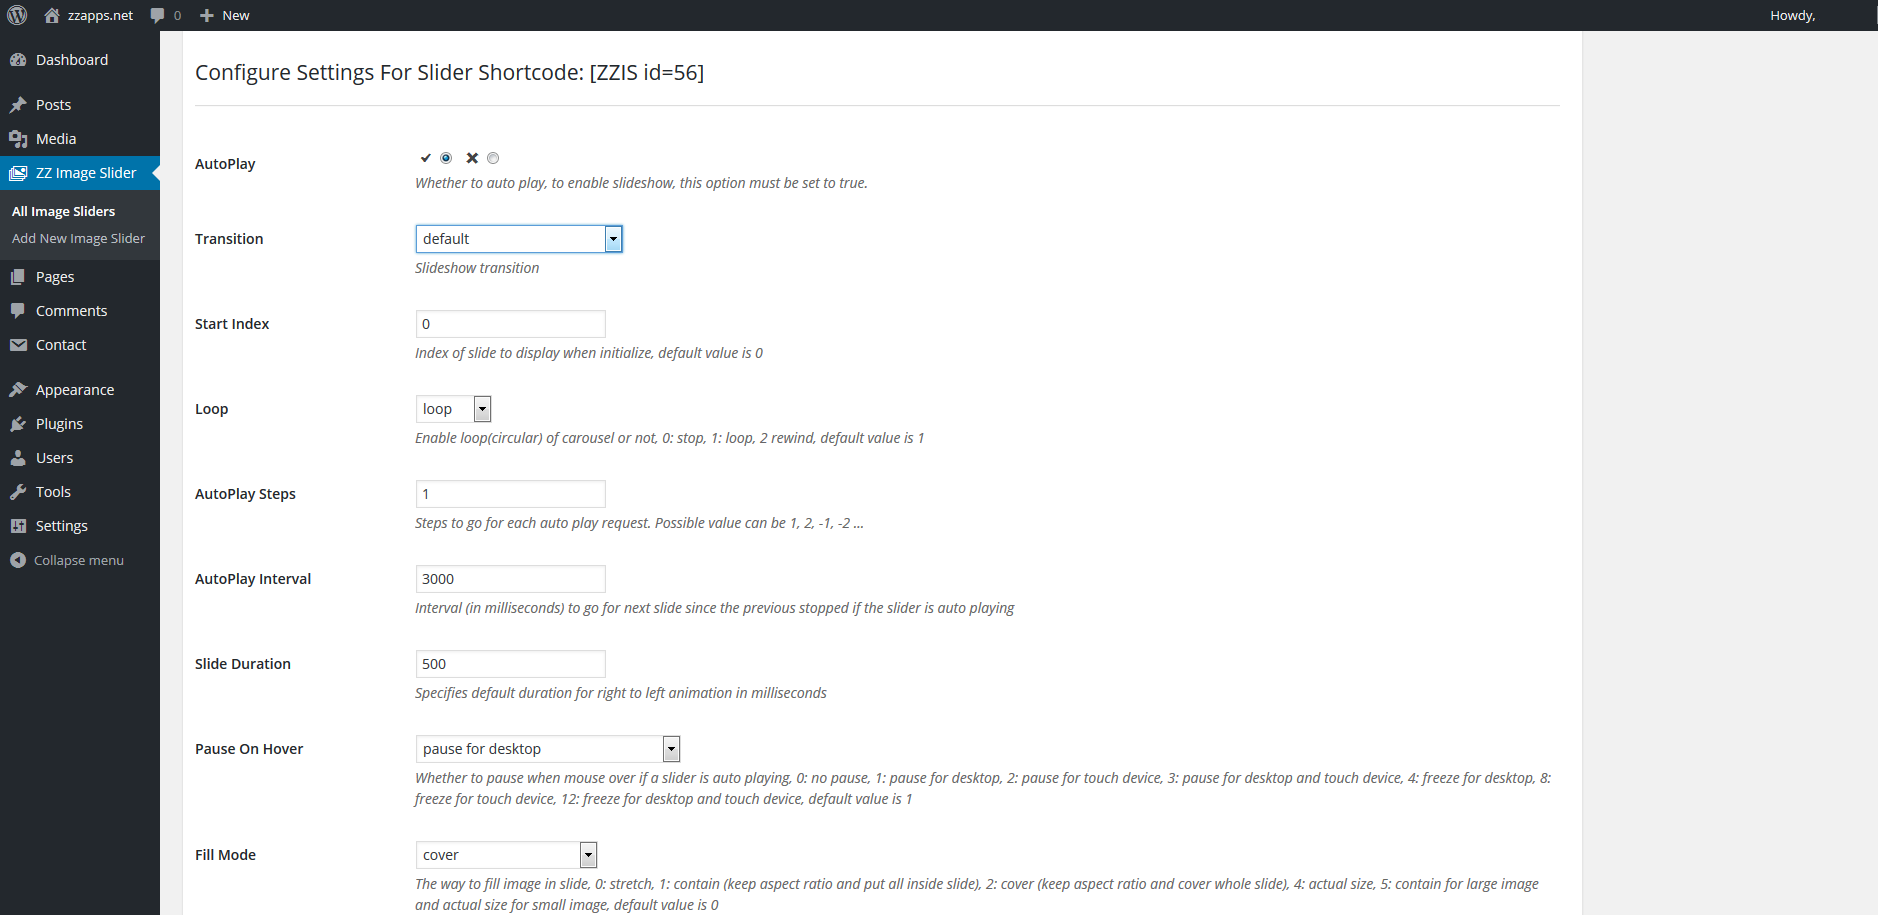 zzapps.net 0 New Howdy,
Dashboard
Posts
Media
ZZ Image Slider
All Image Sliders
Add New Image Slider
Pages
Comments
Contact
Appearance
Plugins
Users
Tools
Settings
Collapse menu
Configure Settings For Slider Shortcode: [ZZIS id=56]
AutoPlay
Whether to auto play, to enable slideshow, this option must be set to true.
Transition default
Slideshow transition
Start Index 0
Index of slide to display when initialize, default value is 0
Loop loop
Enable loop(circular) of carousel or not, 0: stop, 1: loop, 2 rewind, default value is 1
AutoPlay Steps 1
Steps to go for each auto play request. Possible value can be 1, 2, -1, -2 ...
AutoPlay Interval 3000
Interval (in milliseconds) to go for next slide since the previous stopped if the slider is auto playing
Slide Duration 500
Specifies default duration for right to left animation in milliseconds
Pause On Hover pause for desktop
Whether to pause when mouse over if a slider is auto playing, 0: no pause, 1: pause for desktop, 2: pause for touch device, 3: pause for desktop and touch device, 4: freeze for desktop, 8:
freeze for touch device, 12: freeze for desktop and touch device, default value is 1
Fill Mode cover
The way to fill image in slide, 0: stretch, 1: contain (keep aspect ratio and put all inside slide), 2: cover (keep aspect ratio and cover whole slide), 4: actual size, 5: contain for large image
and actual size for small image, default value is 0